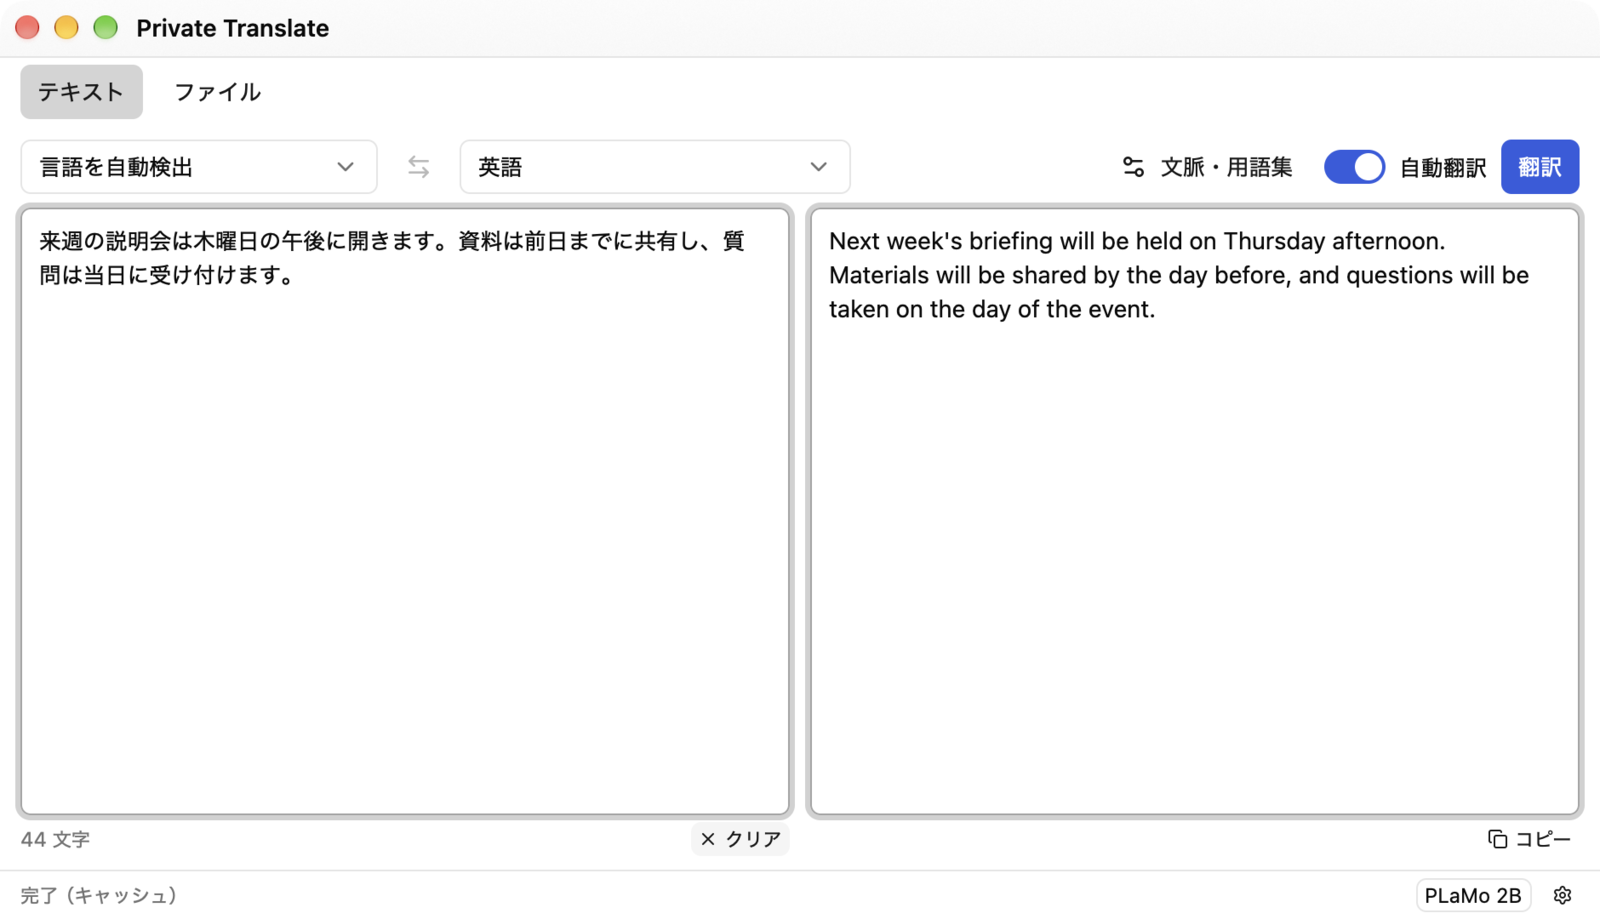 Private Translate
テキスト ファイル
言語を自動検出 英語 文脈・用語集 自動翻訳 翻訳
来週の説明会は木曜日の午後に開きます。資料は前日までに共有し、質
問は当日に受け付けます。
Next week's briefing will be held on Thursday afternoon.
Materials will be shared by the day before, and questions will be
taken on the day of the event.
44 文字 クリア コピー
完了（キャッシュ） PLaMo 2B